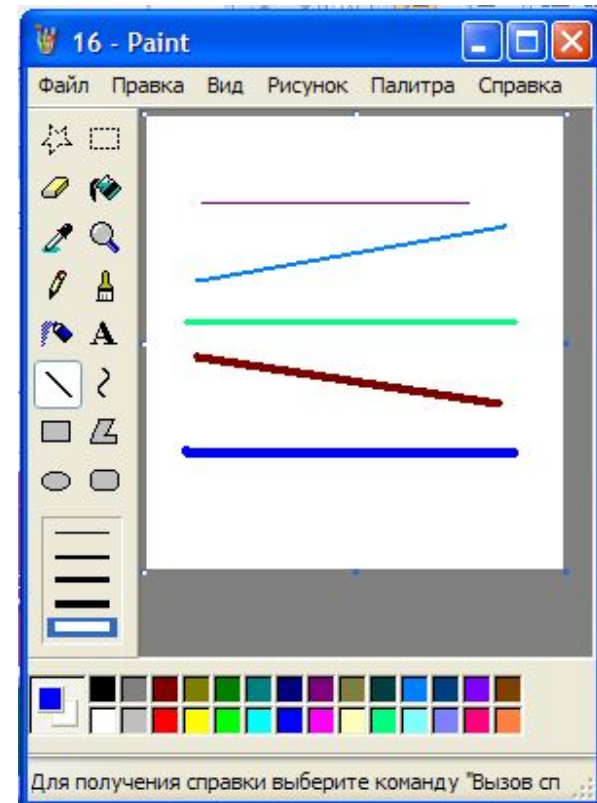 16 - Paint
Файл Правка Вид Рисунок Палитра Справка
A
Для получения справки выберите команду "Вызов сп